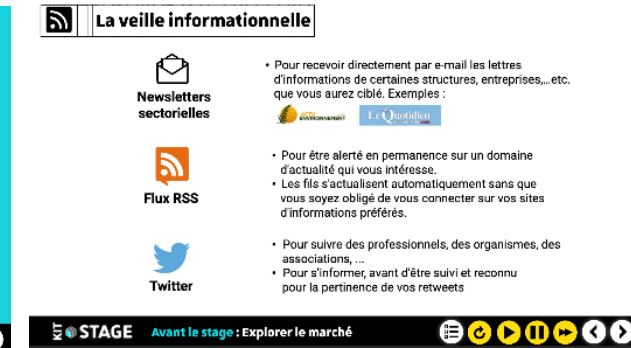 La veille informationnelle
• Pour recevoir directement par e-mail les lettres
d'informations de certaines structures, entreprises,...etc.
que vous aurez ciblé. Exemples :
Newsletters
sectorielles
ACTU
ENVIRONNEMENT
Le Quotidien
• Pour être alerté en permanence sur un domaine
d'actualité qui vous intéresse.
• Les fils s'actualisent automatiquement sans que
vous soyez obligé de vous connecter sur vos sites
d'informations préférés.
Flux RSS
• Pour suivre des professionnels, des organismes, des
associations, ...
• Pour s'informer, avant d'être suivi et reconnu
pour la pertinence de vos retweets
Twitter
KIT STAGE Avant le stage : Explorer le marché